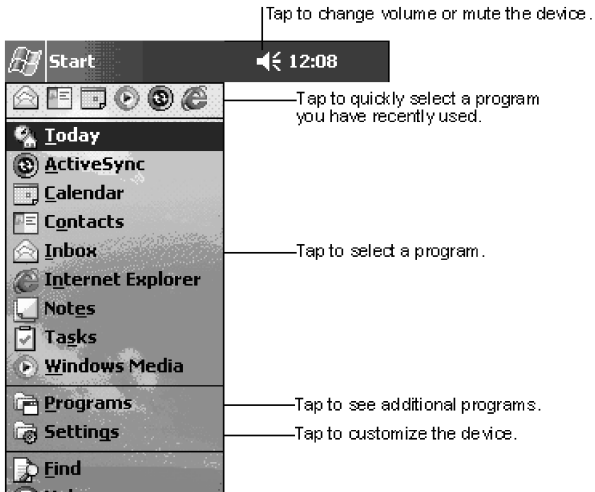 Tap to change volume or mute the device.
Start 12:08
Tap to quickly select a program
you have recently used.
Today
ActiveSync
Calendar
Contacts
Inbox
Tap to select a program.
Internet Explorer
Notes
Tasks
Windows Media
Programs
Tap to see additional programs.
Settings
Tap to customize the device.
Find